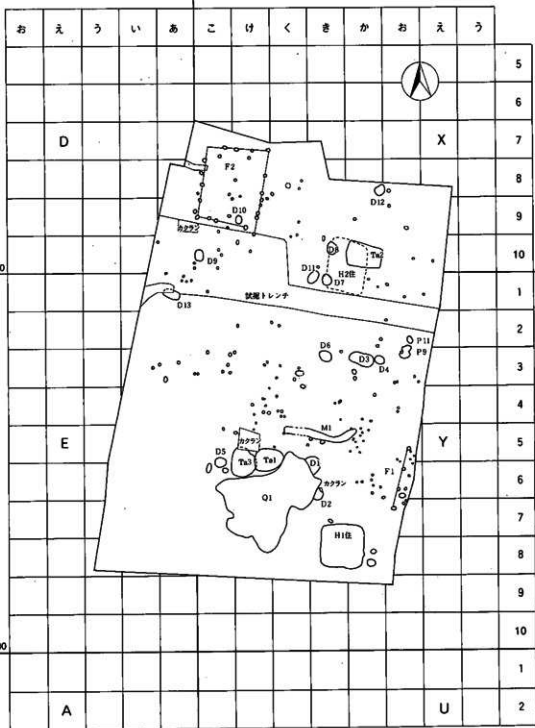 お え う い あ こ け く き か お え う
5
6
D X 7
F2
8
D12
D10 9
カクラン
D8 Ta2 10
D9
H2住
D11 D7 1
試掘トレンチ
D13
2
P11
D6 D3 D4 P9 3
4
M1
E カクラン Y 5
D5 Ta3 Ta1 D1 F1
カクラン 6
Q1 D2
7
H1住
8
9
10
1
A U 2